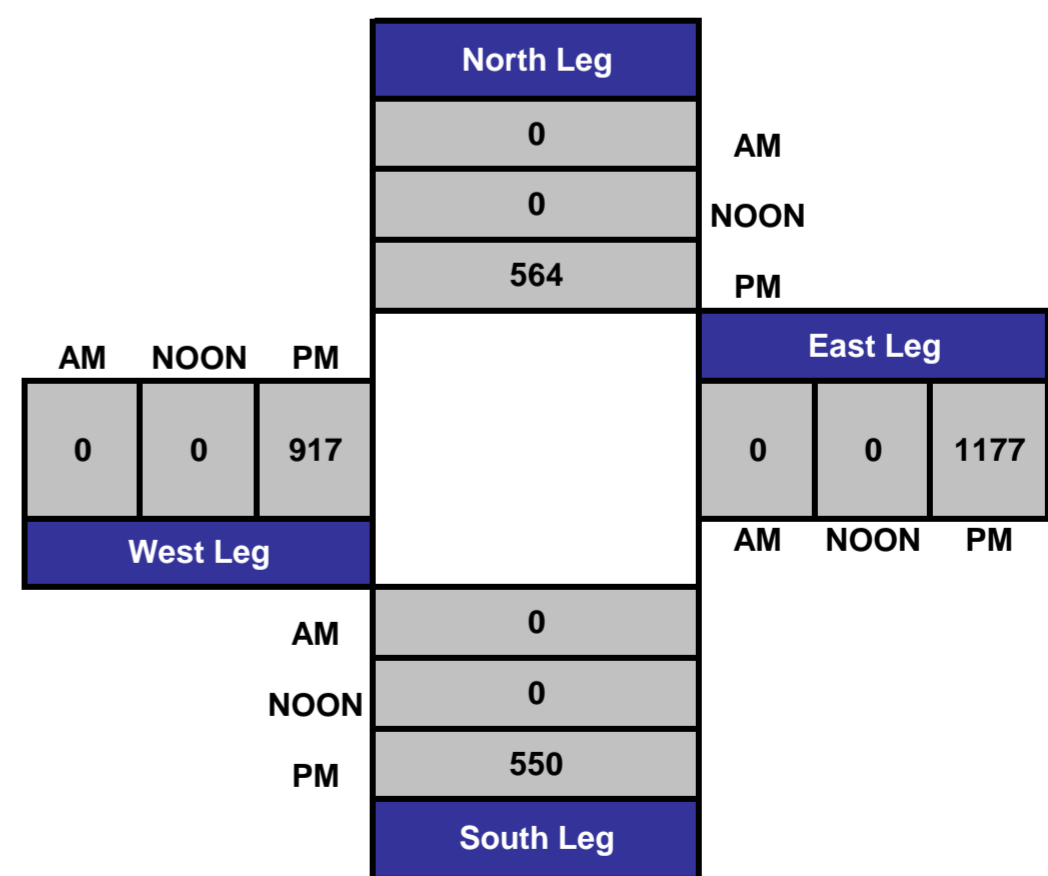 North Leg
0
AM
0
NOON
564
PM
East Leg
AM NOON PM
0 0 917
0 0 1177
West Leg
AM NOON PM
0
AM
0
NOON
550
PM
South Leg